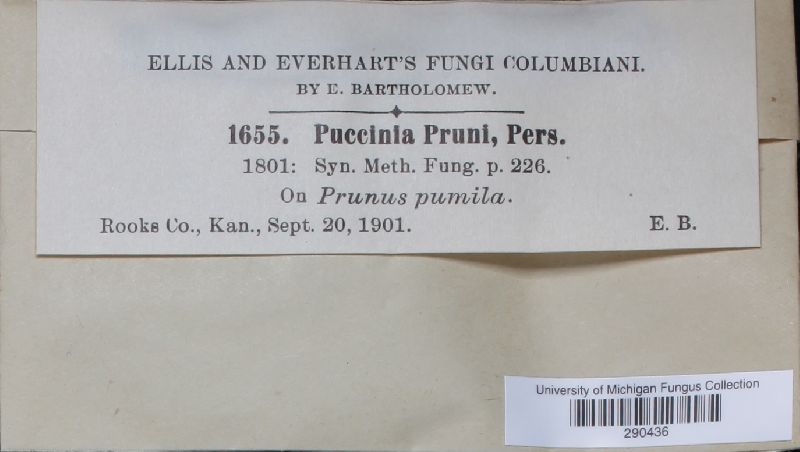 ELLIS AND EVERHART'S FUNGI COLUMBIANI.
BY E. BARTHOLOMEW.
1655. Puccinia Pruni, Pers.
1801: Syn. Meth. Fung. p. 226.
On Prunus pumila.
Rooks Co., Kan., Sept. 20, 1901. E. B.
University of Michigan Fungus Collection
290436